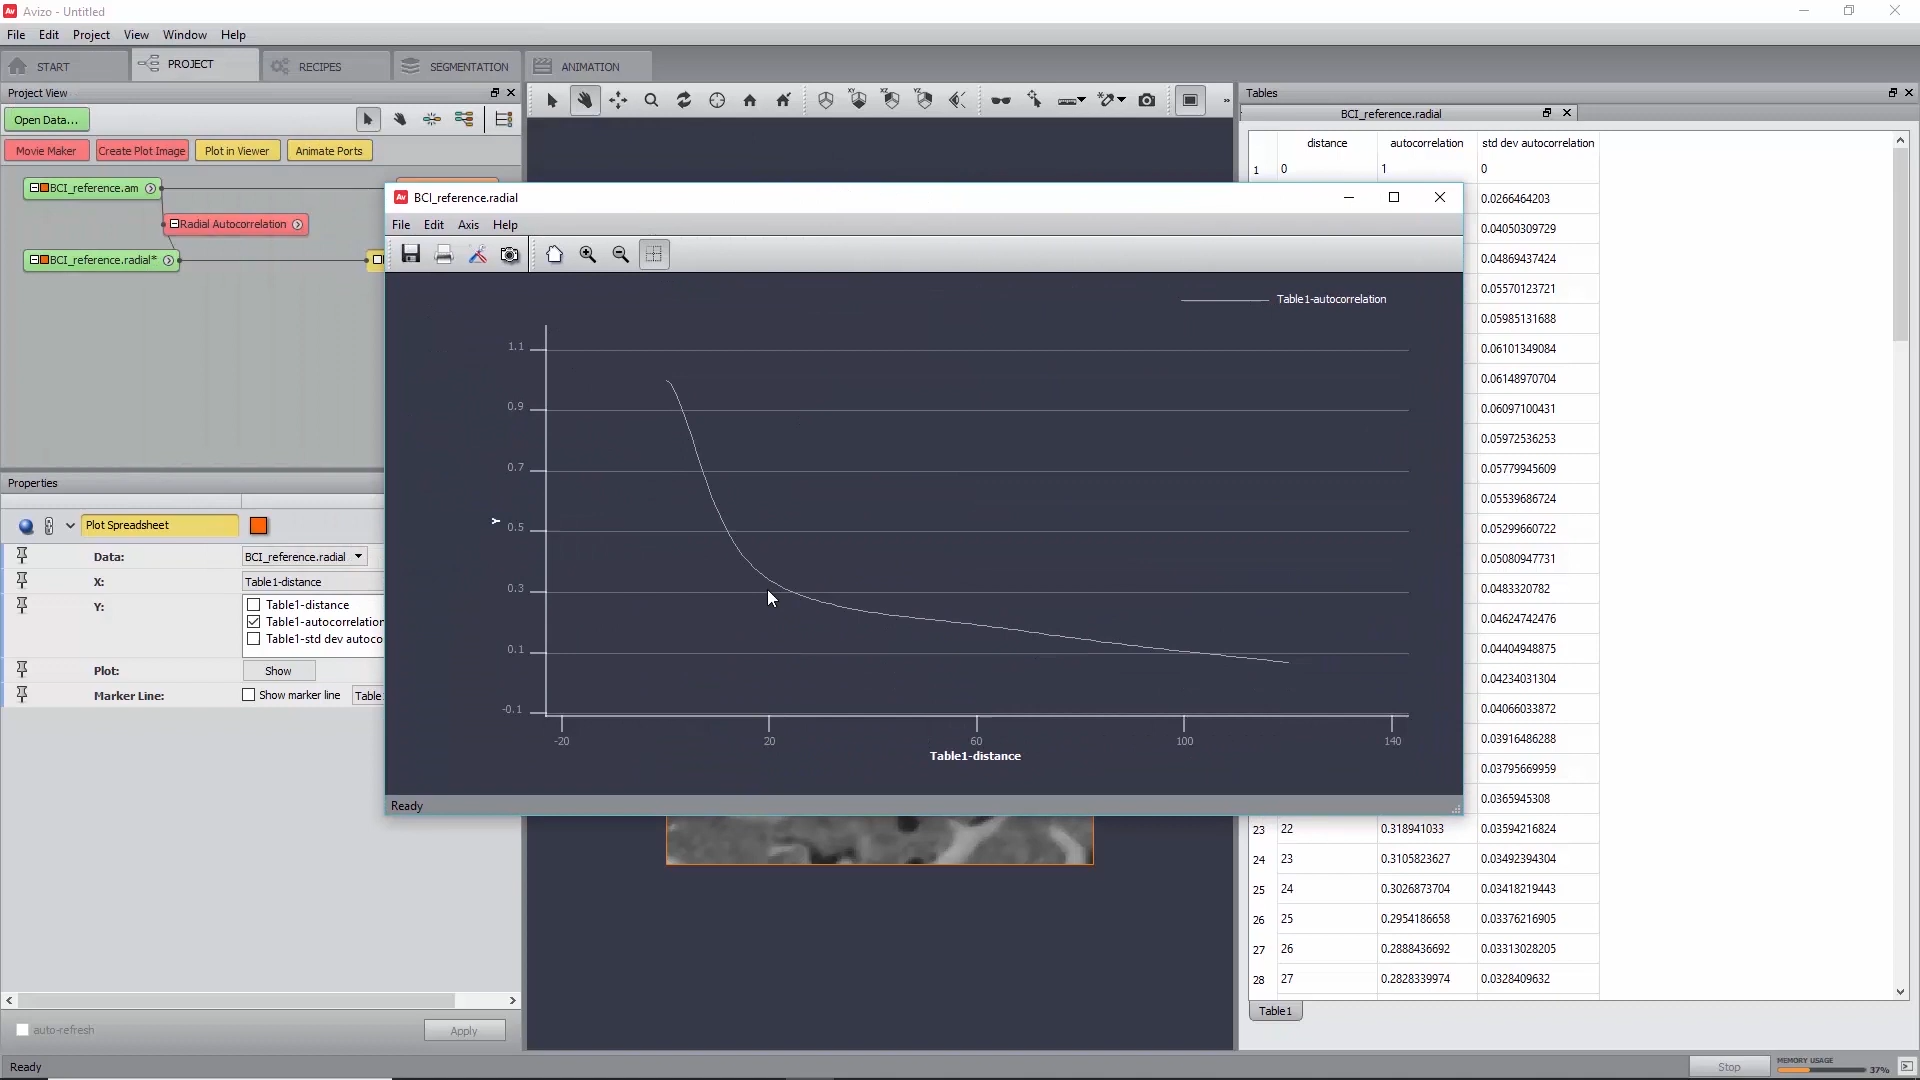 Avizo - Untitled
File Edit Project View Window Help
START PROJECT RECIPES SEGMENTATION ANIMATION
Project View
Open Data...
Movie Maker Create Plot Image Plot in Viewer Animate Ports
BCI_reference.am
Radial Autocorrelation
BCI_reference.radial*
Properties
Plot Spreadsheet
Data: BCI_reference.radial
X: Table1-distance
Y: Table1-distance
Table1-autocorrelation
Table1-std dev autoco
Plot: Show
Marker Line: Show marker line Table
auto-refresh Apply
Ready
BCI_reference.radial
File Edit Axis Help
Table1-autocorrelation
1.1
0.9
0.7
Y
0.5
0.3
0.1
-0.1
-20 20 60 100 140
Table1-distance
Ready
Tables
BCI_reference.radial
distance autocorrelation std dev autocorrelation
1 0 1 0
0.0266464203
0.04050309729
0.04869437424
0.05570123721
0.05985131688
0.06101349084
0.06148970704
0.06097100431
0.05972536253
0.05779945609
0.05539686724
0.05299660722
0.05080947731
0.0483320782
0.04624742476
0.04404948875
0.04234031304
0.04066033872
0.03916486288
0.03795669959
0.0365945308
23 22 0.318941033 0.03594216824
24 23 0.3105823627 0.03492394304
25 24 0.3026873704 0.03418219443
26 25 0.2954186658 0.03376216905
27 26 0.2888436692 0.03313028205
28 27 0.2828339974 0.0328409632
Table1
Stop MEMORY USAGE 37%